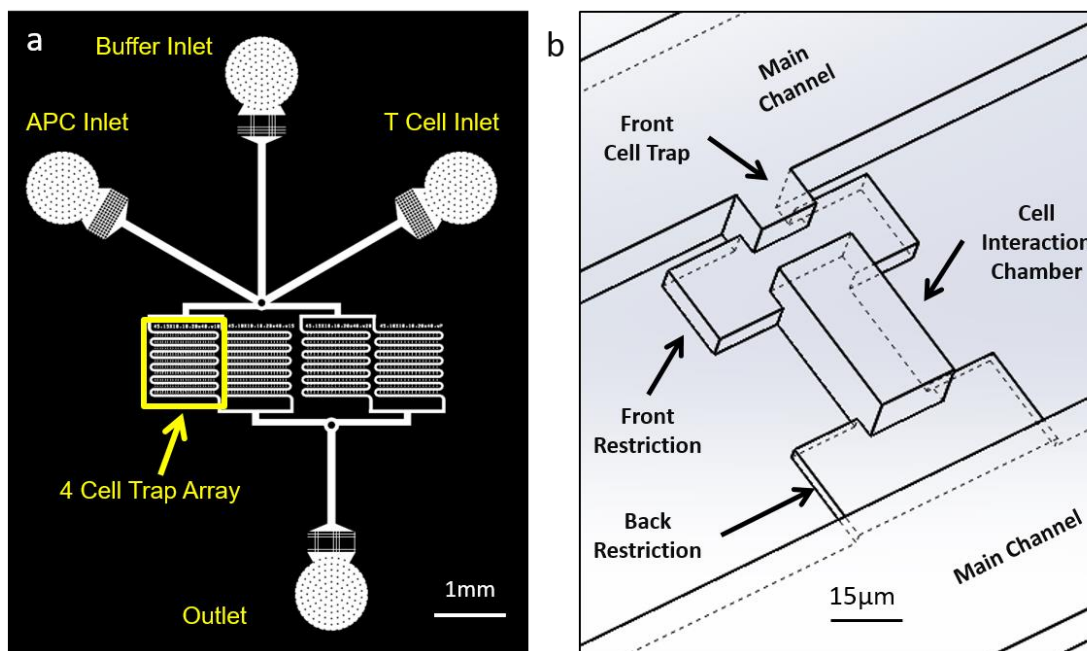 a
Buffer Inlet
APC Inlet
T Cell Inlet
4 Cell Trap Array
1mm
Outlet
b
Main
Channel
Front
Cell Trap
Cell
Interaction
Chamber
Front
Restriction
Back
Restriction
Main Channel
15µm